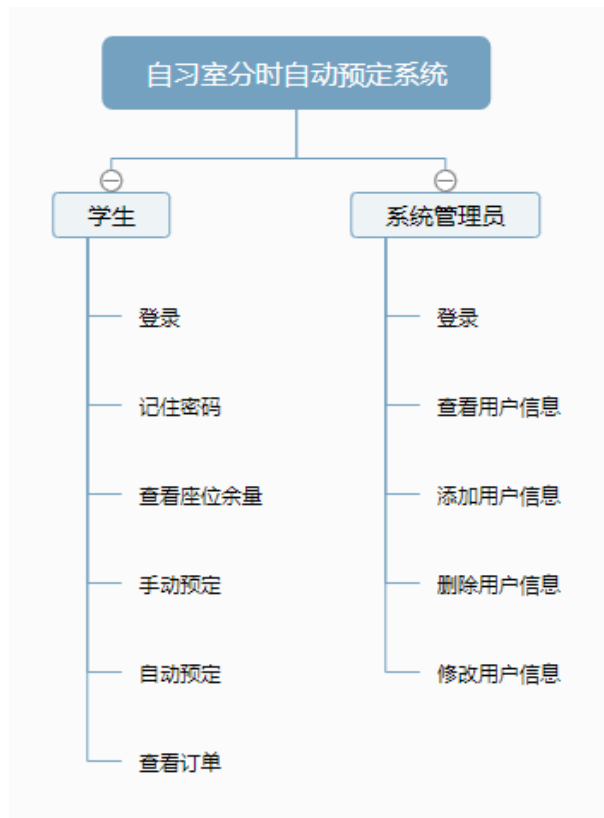 自习室分时自动预定系统
学生
登录
记住密码
查看座位余量
手动预定
自动预定
查看订单
系统管理员
登录
查看用户信息
添加用户信息
删除用户信息
修改用户信息